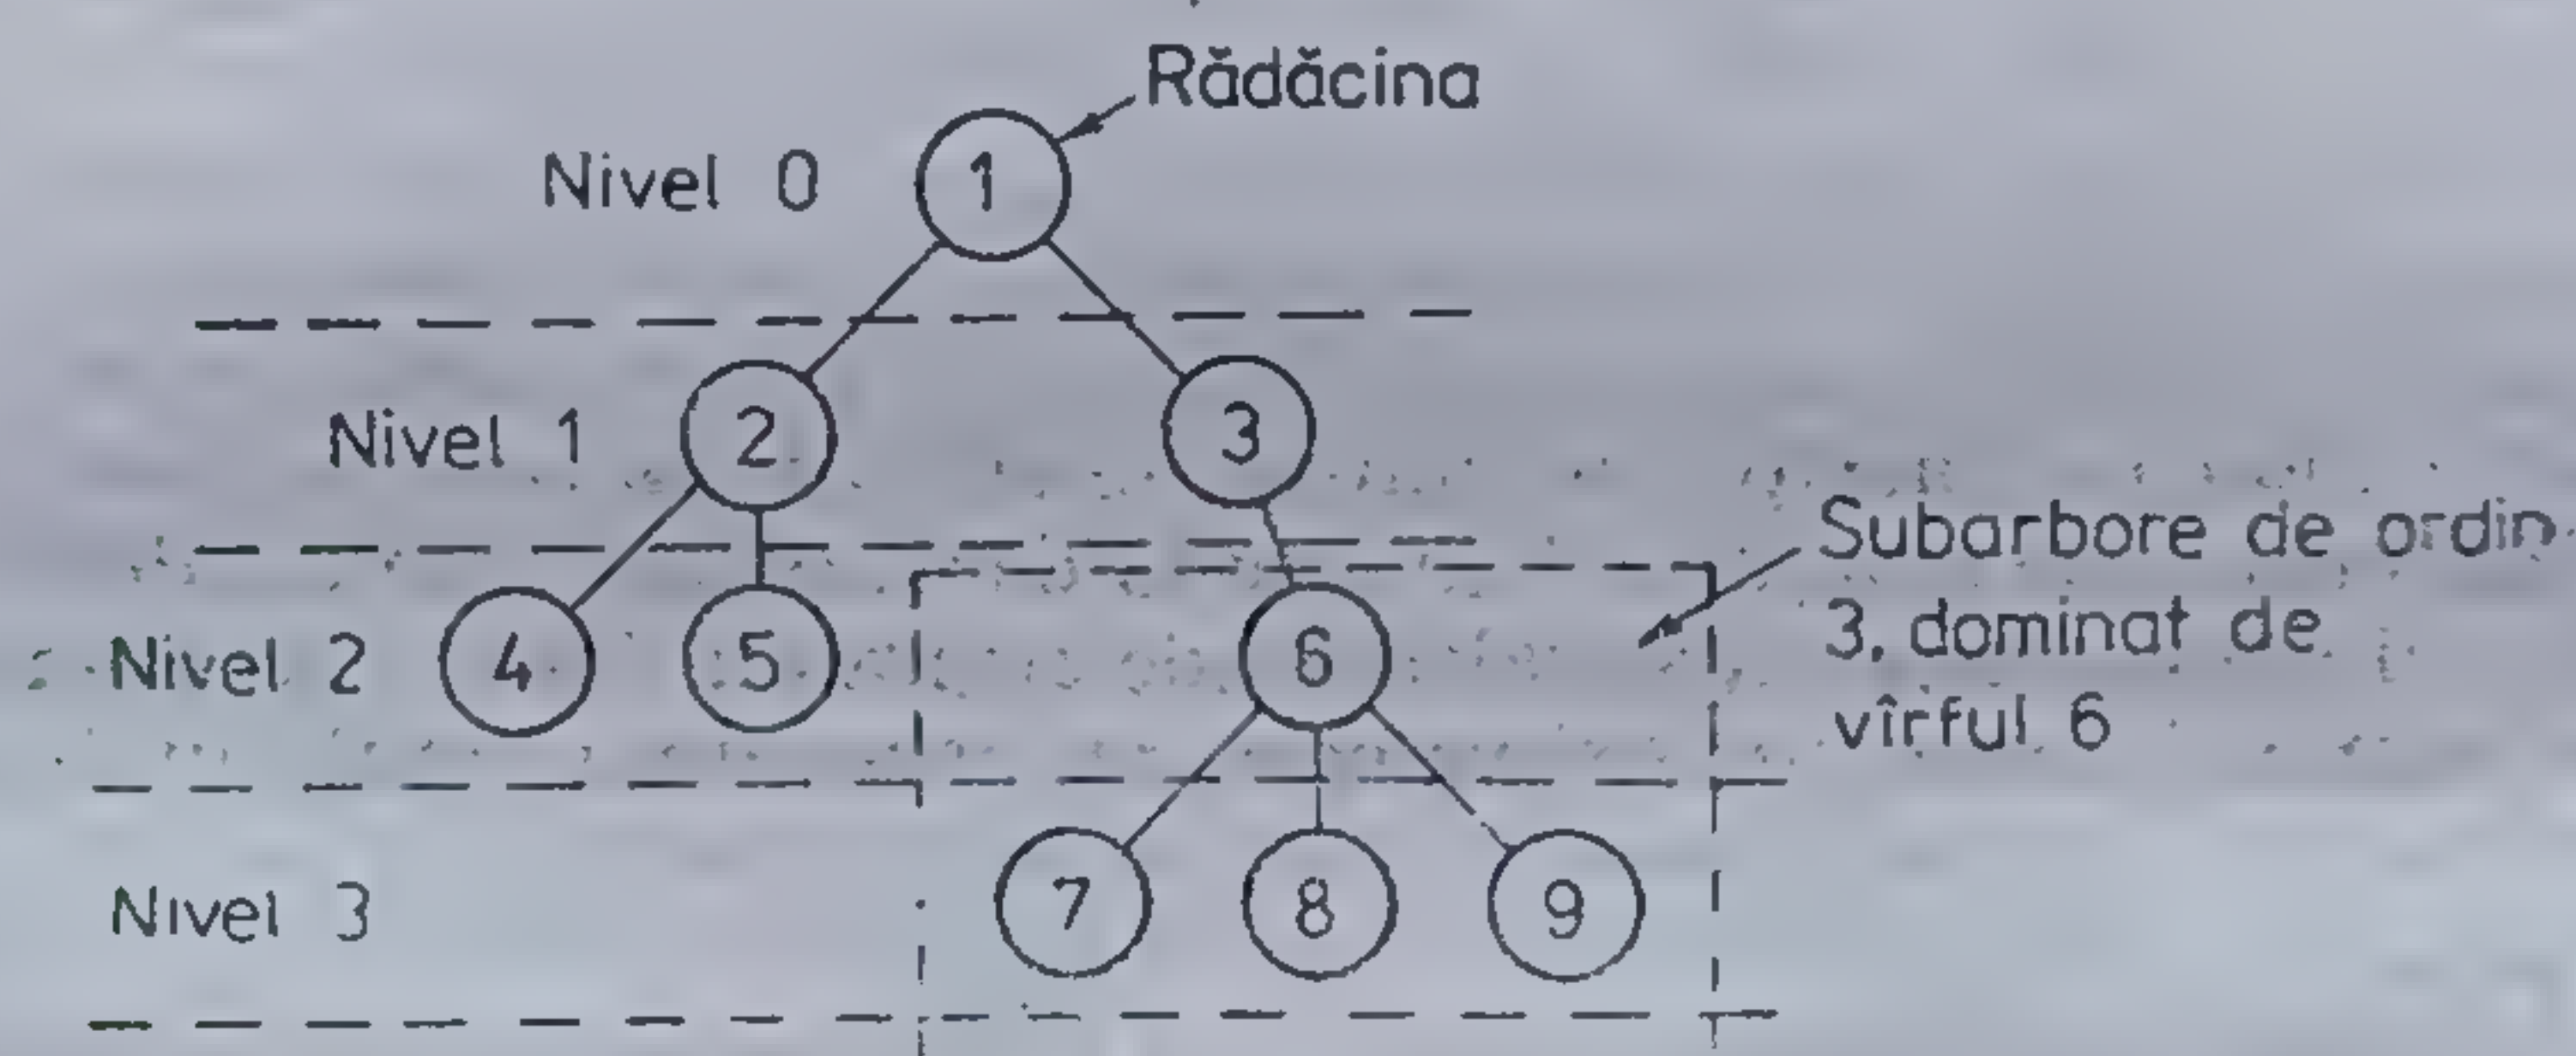 Rădăcina
Nivel 0 1
Nivel 1 2 3
Subarbore de ordin
3, dominat de
vîrful 6
Nivel 2 4 5 6
Nivel 3 7 8 9